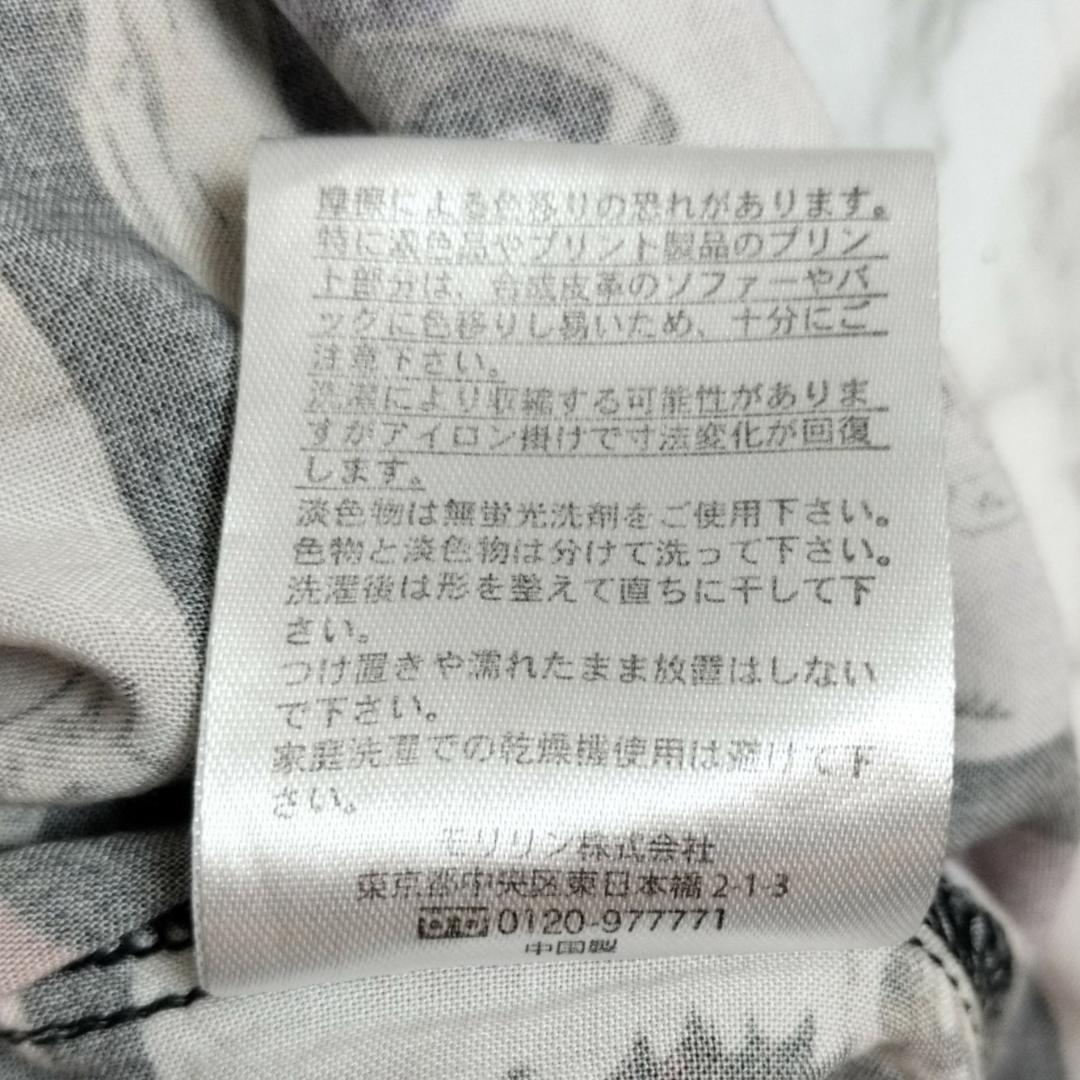 摩擦による色移りの恐れがあります。
特に濃色品やプリント製品のプリン
ト部分は、合成皮革のソファーやバ
ッグに色移りし易いため、十分にご
注意下さい。
洗濯により収縮する可能性がありま
すがアイロン掛けで寸法変化が回復
します。
淡色物は無蛍光洗剤をご使用下さい。
色物と淡色物は分けて洗って下さい。
洗濯後は形を整えて直ちに干して下
さい。
つけ置きや濡れたまま放置はしない
で下さい。
家庭洗濯での乾燥機使用は避けて下
さい。
モリリン株式会社
東京都中央区東日本橋2-1-3
0120-977771
中国製